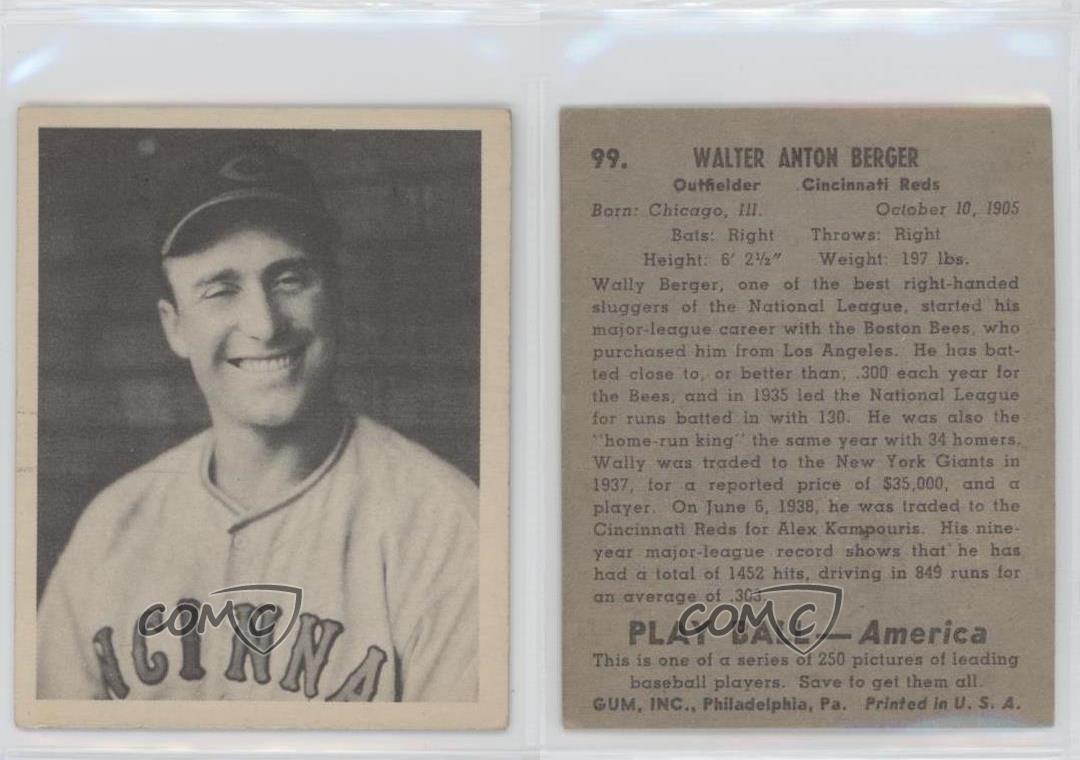 C
NCINNA
COMC
99. WALTER ANTON BERGER
Outfielder Cincinnati Reds
Born: Chicago, Ill. October 10, 1905
Bats: Right Throws: Right
Height: 6' 2½" Weight: 197 lbs.
Wally Berger, one of the best right-handed
sluggers of the National League, started his
major-league career with the Boston Bees, who
purchased him from Los Angeles. He has bat-
ted close to, or better than, .300 each year for
the Bees, and in 1935 led the National League
for runs batted in with 130. He was also the
"home-run king" the same year with 34 homers.
Wally was traded to the New York Giants in
1937, for a reported price of $35,000, and a
player. On June 6, 1938, he was traded to the
Cincinnati Reds for Alex Kampouris. His nine-
year major-league record shows that he has
had a total of 1452 hits, driving in 849 runs for
an average of .303.
COMC
PLAY BALL — America
This is one of a series of 250 pictures of leading
baseball players. Save to get them all.
GUM, INC., Philadelphia, Pa. Printed in U. S. A.